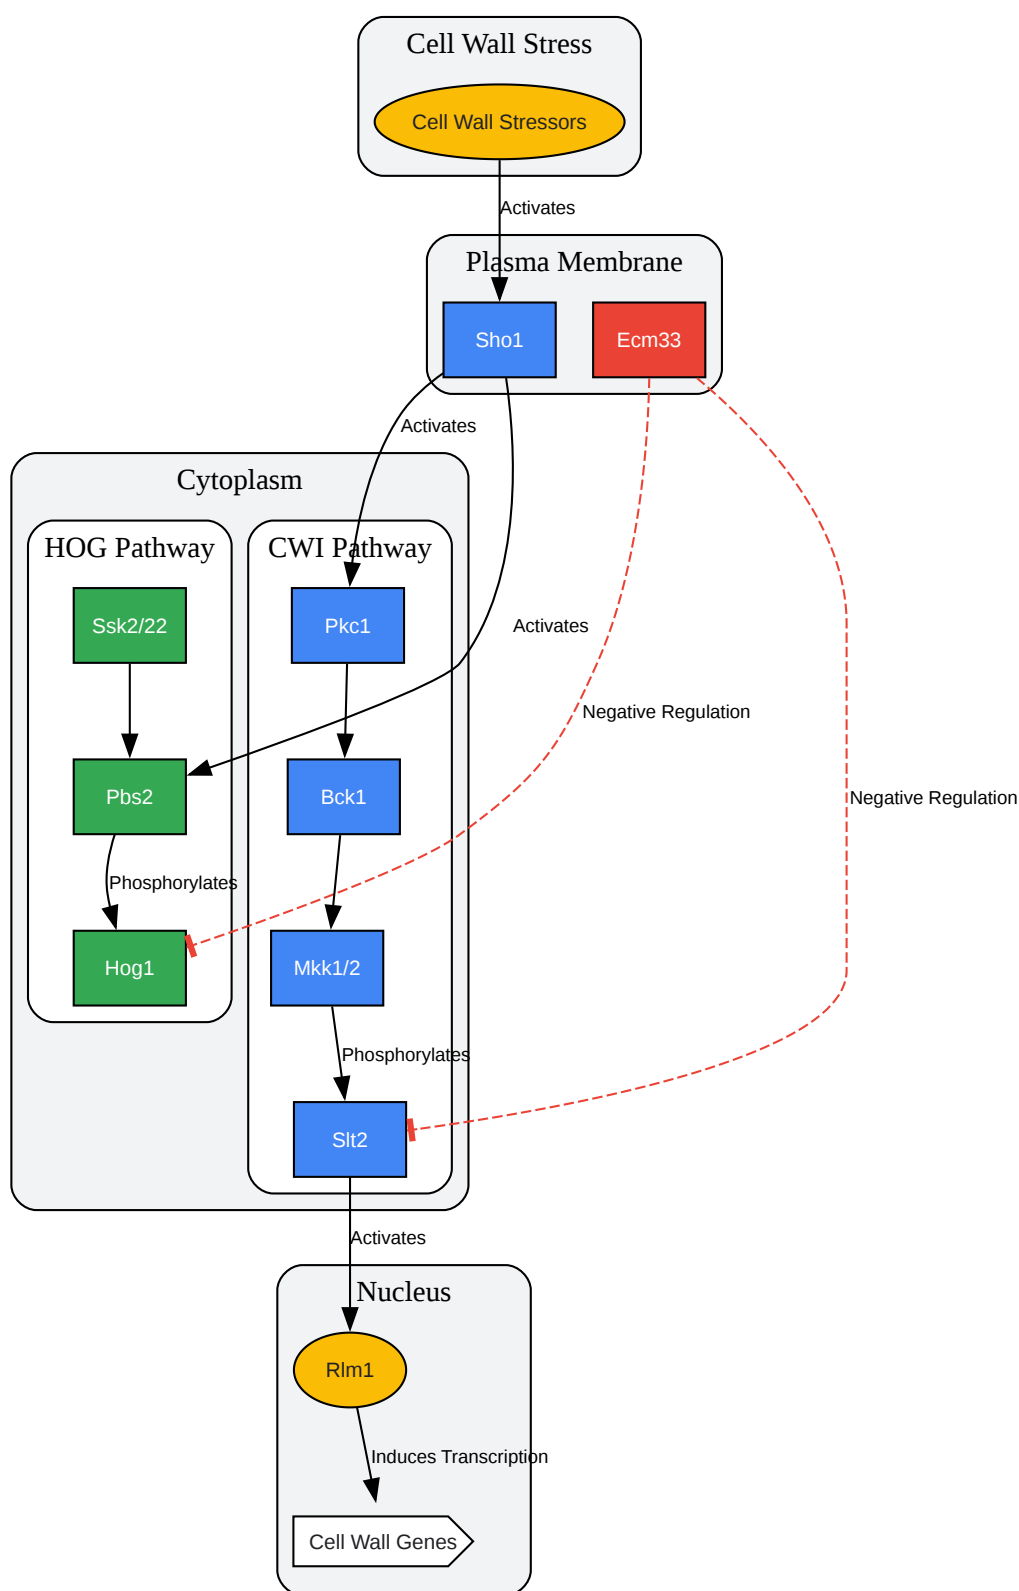 Cell Wall Stress
Cell Wall Stressors
Activates
Plasma Membrane
Sho1
Ecm33
Activates
Cytoplasm
HOG Pathway
CWI Pathway
Ssk2/22
Pkc1
Activates
Negative Regulation
Pbs2
Bck1
Negative Regulation
Phosphorylates
Hog1
Mkk1/2
Phosphorylates
Slt2
Activates
Nucleus
Rlm1
Induces Transcription
Cell Wall Genes